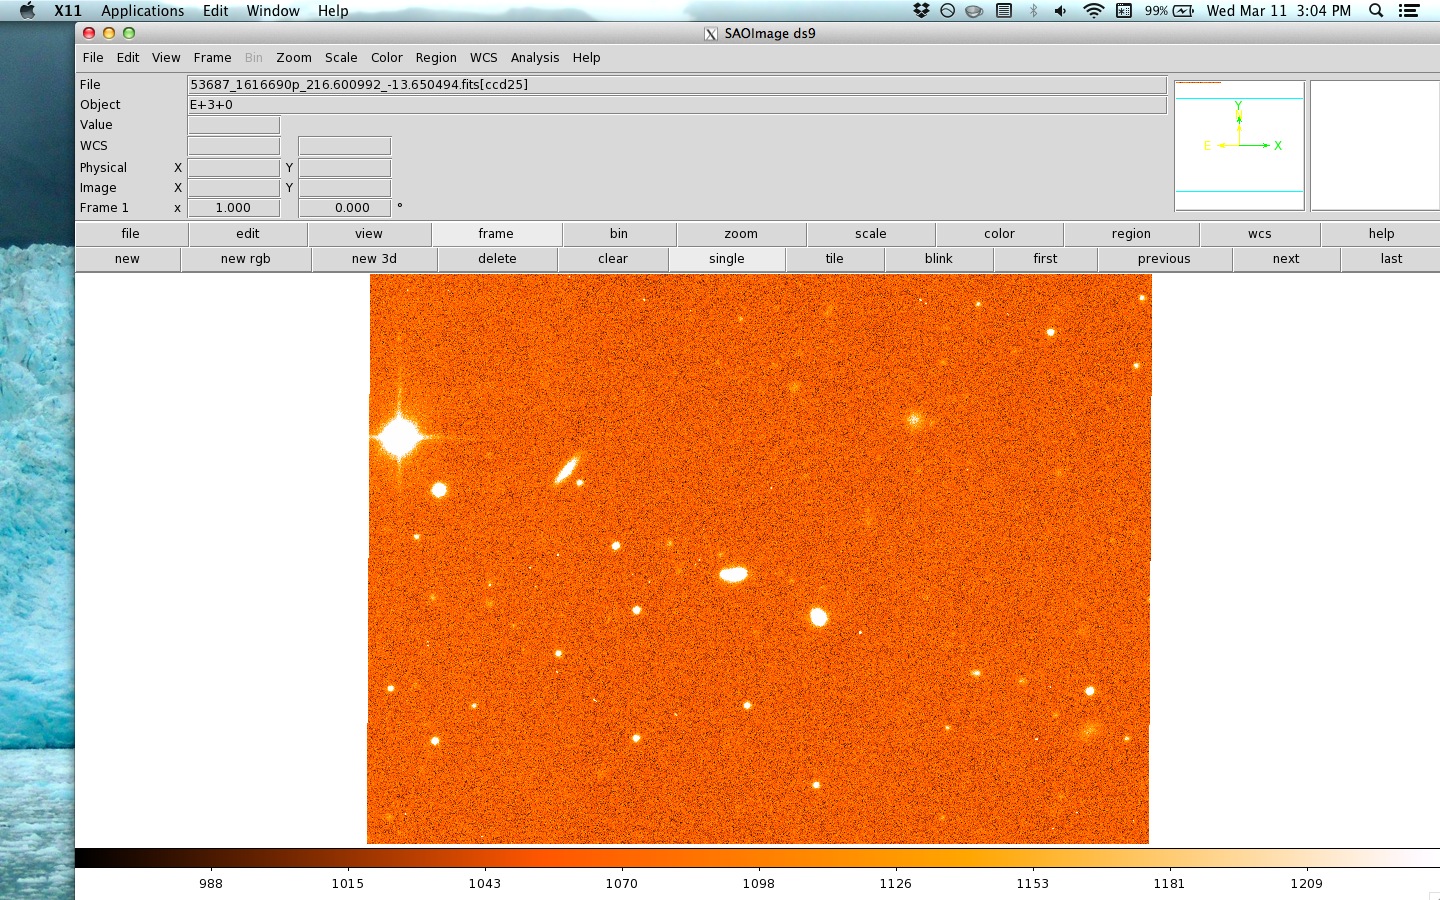 X11 Applications Edit Window Help 99% Wed Mar 11 3:04 PM
X SAOImage ds9
File Edit View Frame Bin Zoom Scale Color Region WCS Analysis Help
File 53687_1616690p_216.600992_-13.650494.fits[ccd25]
Object E+3+0
Value
WCS
Physical X Y
Image X Y
Frame 1 x 1.000 0.000 °
Y
N
E X
file edit view frame bin zoom scale color region wcs help
new new rgb new 3d delete clear single tile blink first previous next last
988 1015 1043 1070 1098 1126 1153 1181 1209